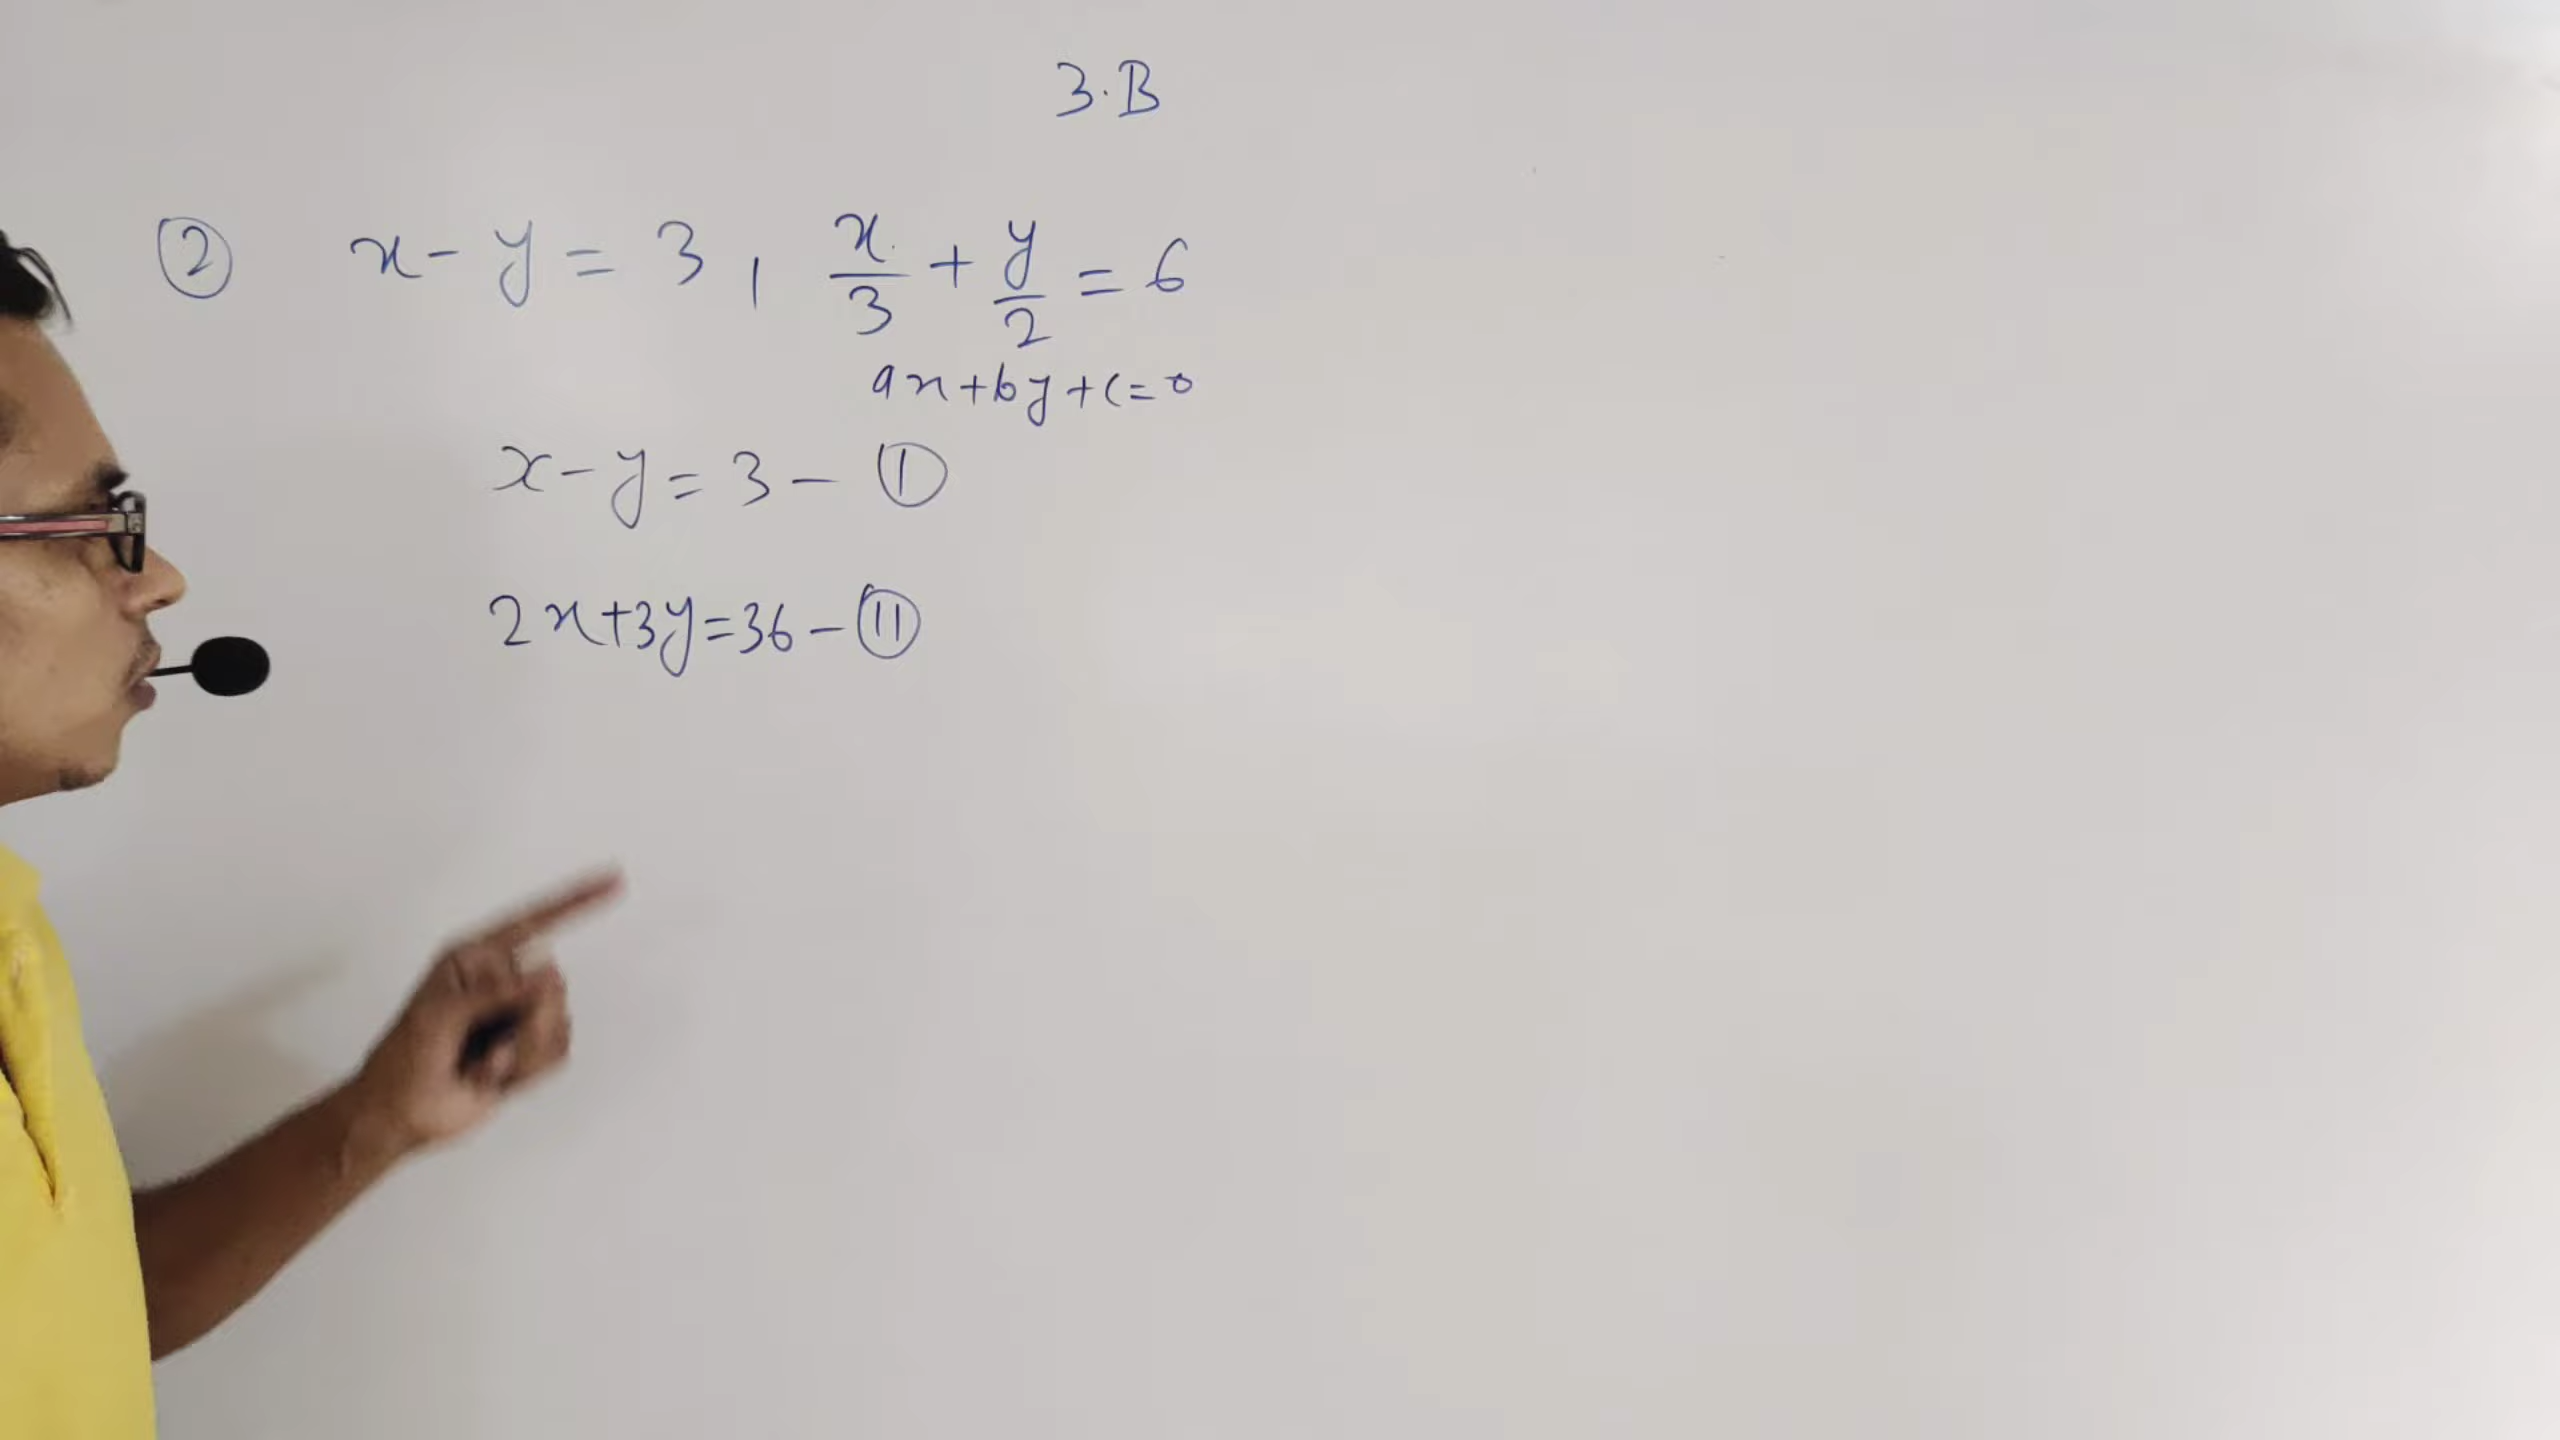 3.B
② x - y = 3, x/3 + y/2 = 6
ax+by+c=0
x - y = 3 - ①
2x+3y=36 - ⑪